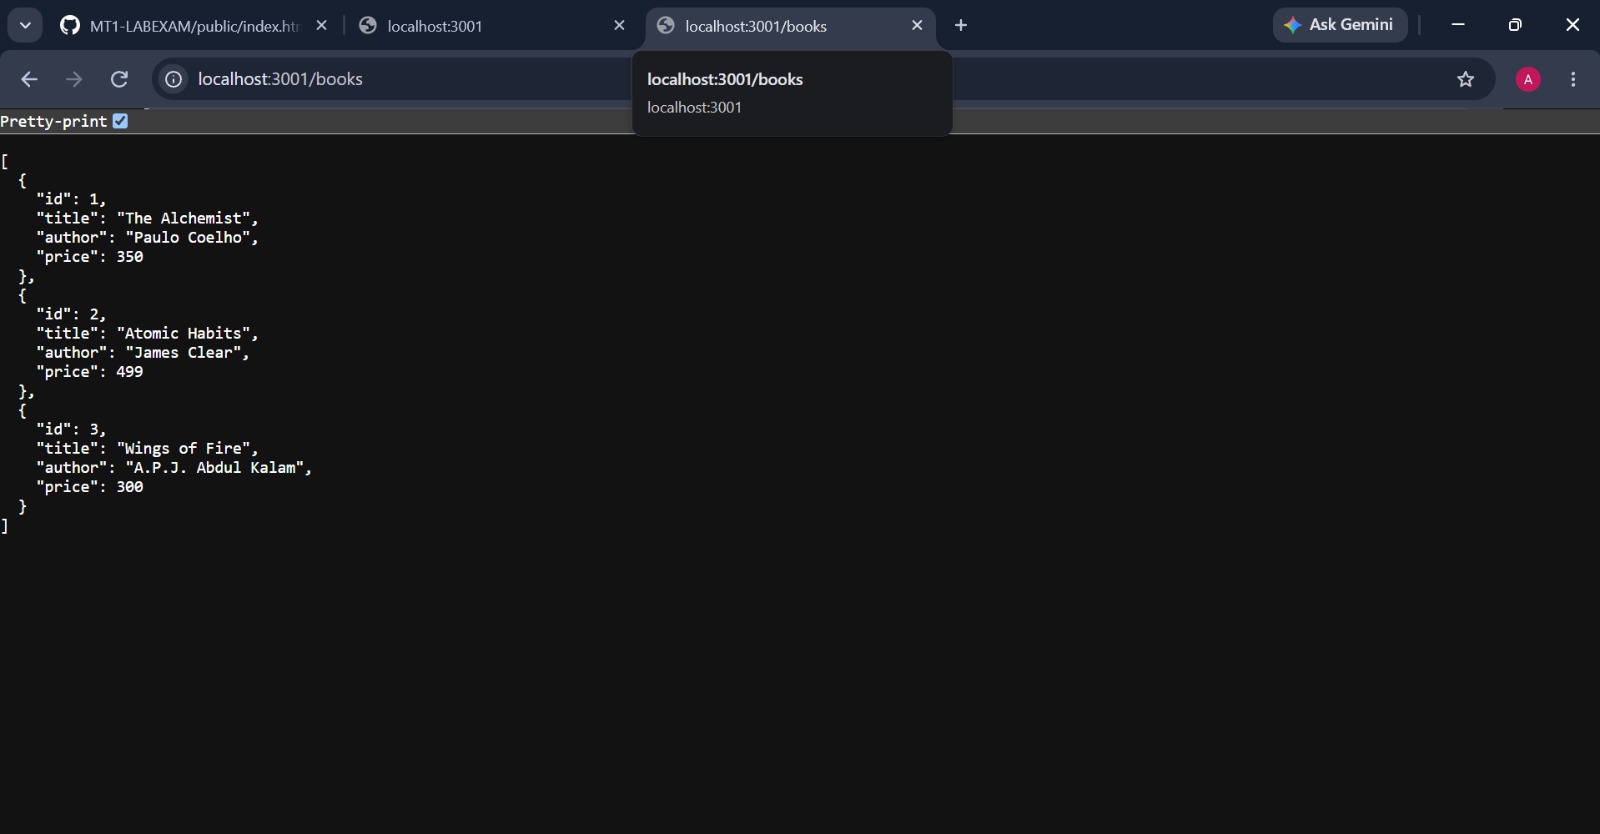 MT1-LABEXAM/public/index.htm
localhost:3001
localhost:3001/books
Ask Gemini
localhost:3001/books
A
localhost:3001/books
localhost:3001
Pretty-print
[
  {
    "id": 1,
    "title": "The Alchemist",
    "author": "Paulo Coelho",
    "price": 350
  },
  {
    "id": 2,
    "title": "Atomic Habits",
    "author": "James Clear",
    "price": 499
  },
  {
    "id": 3,
    "title": "Wings of Fire",
    "author": "A.P.J. Abdul Kalam",
    "price": 300
  }
]